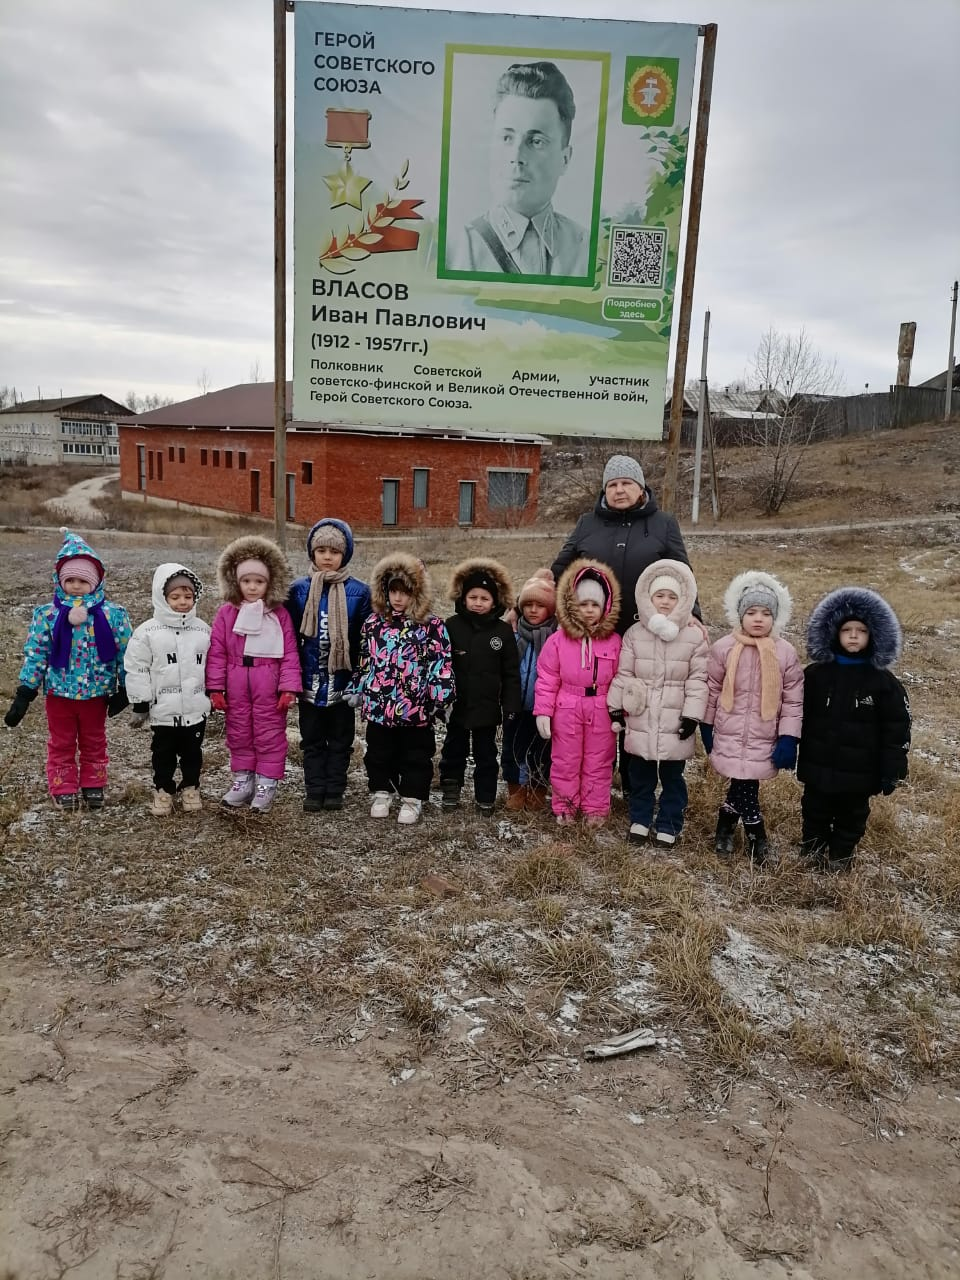 ГЕРОЙ
СОВЕТСКОГО
СОЮЗА
Подробнее
здесь
ВЛАСОВ
Иван Павлович
(1912 - 1957гг.)
Полковник Советской Армии, участник
советско-финской и Великой Отечественной войн,
Герой Советского Союза.